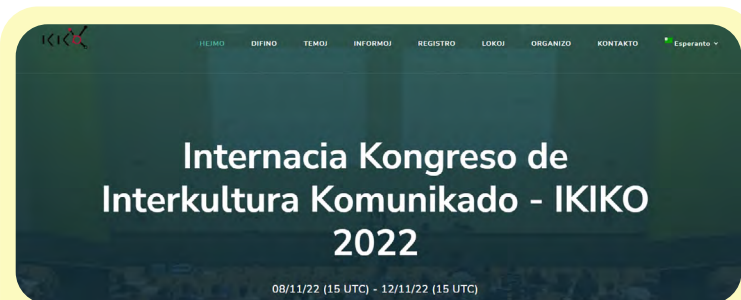 IKIKO
HEJMO DIFINO TEMOJ INFORMOJ REGISTRO LOKOJ ORGANIZO KONTAKTO Esperanto
Internacia Kongreso de
Interkultura Komunikado - IKIKO
2022
08/11/22 (15 UTC) - 12/11/22 (15 UTC)